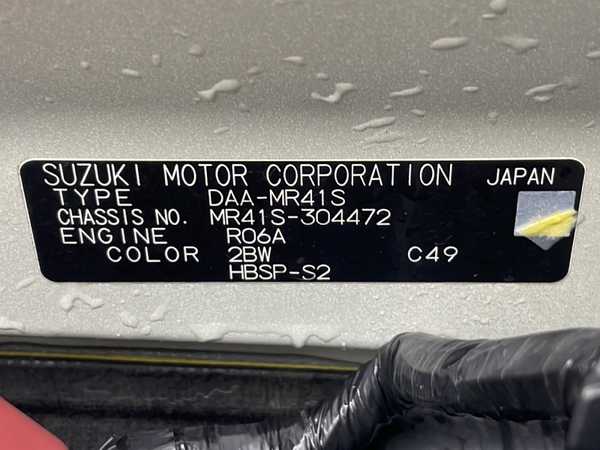 SUZUKI MOTOR CORPORATION JAPAN
TYPE DAA-MR41S
CHASSIS NO. MR41S-304472
ENGINE R06A
COLOR 2BW C49
HBSP-S2